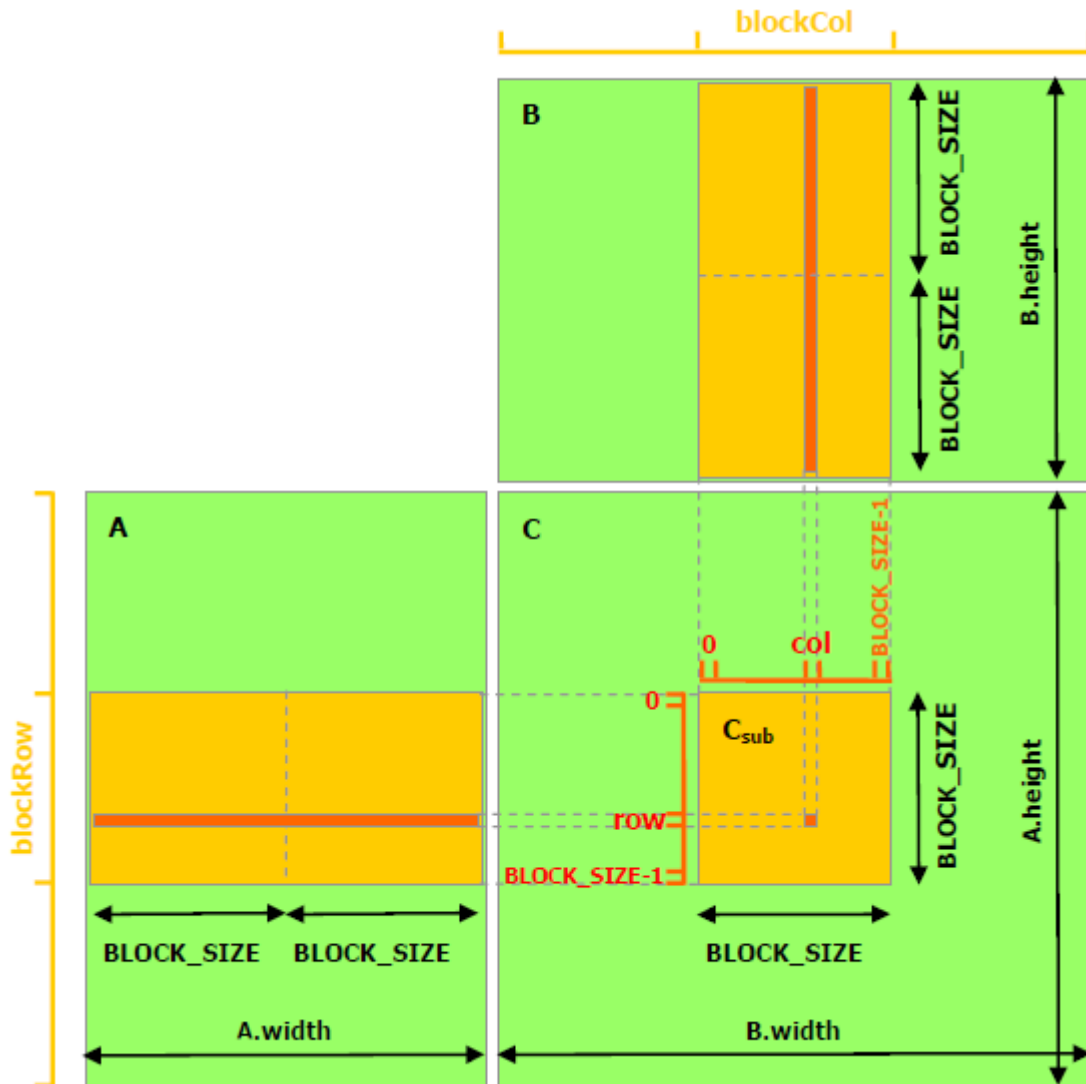 blockCol
B
BLOCK_SIZE
BLOCK_SIZE
B.height
A
C
BLOCK_SIZE-1
0
col
0
C_sub
row
BLOCK_SIZE-1
BLOCK_SIZE
A.height
blockRow
BLOCK_SIZE
BLOCK_SIZE
BLOCK_SIZE
A.width
B.width